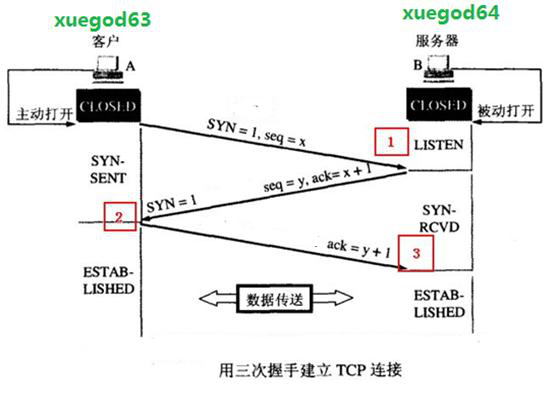 xuegod63
xuegod64
客户
服务器
A
B
CLOSED
CLOSED
主动打开
被动打开
SYN = 1, seq = x
1
LISTEN
SYN-
SENT
seq = y, ack= x + 1
SYN = 1
2
SYN-
RCVD
ack = y + 1
3
ESTAB-
LISHED
ESTAB-
LISHED
数据传送
用三次握手建立 TCP 连接